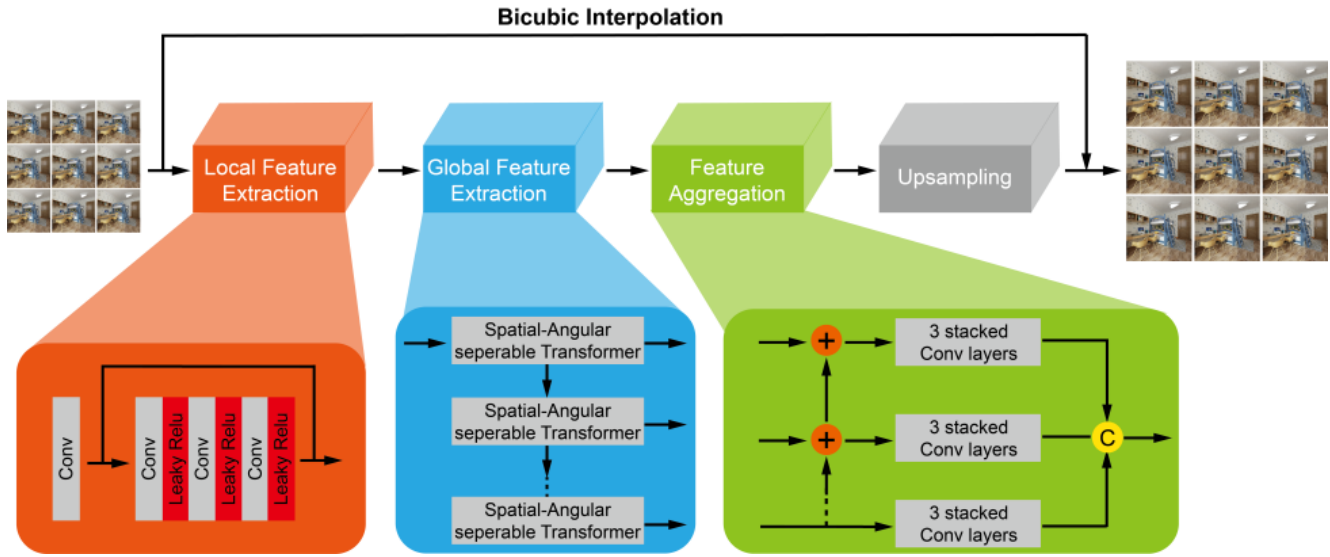 Bicubic Interpolation
Local Feature
Extraction
Global Feature
Extraction
Feature
Aggregation
Upsampling
Conv
Conv
Leaky Relu
Conv
Leaky Relu
Conv
Leaky Relu
Spatial-Angular
seperable Transformer
Spatial-Angular
seperable Transformer
Spatial-Angular
seperable Transformer
+
3 stacked
Conv layers
+
3 stacked
Conv layers
C
3 stacked
Conv layers